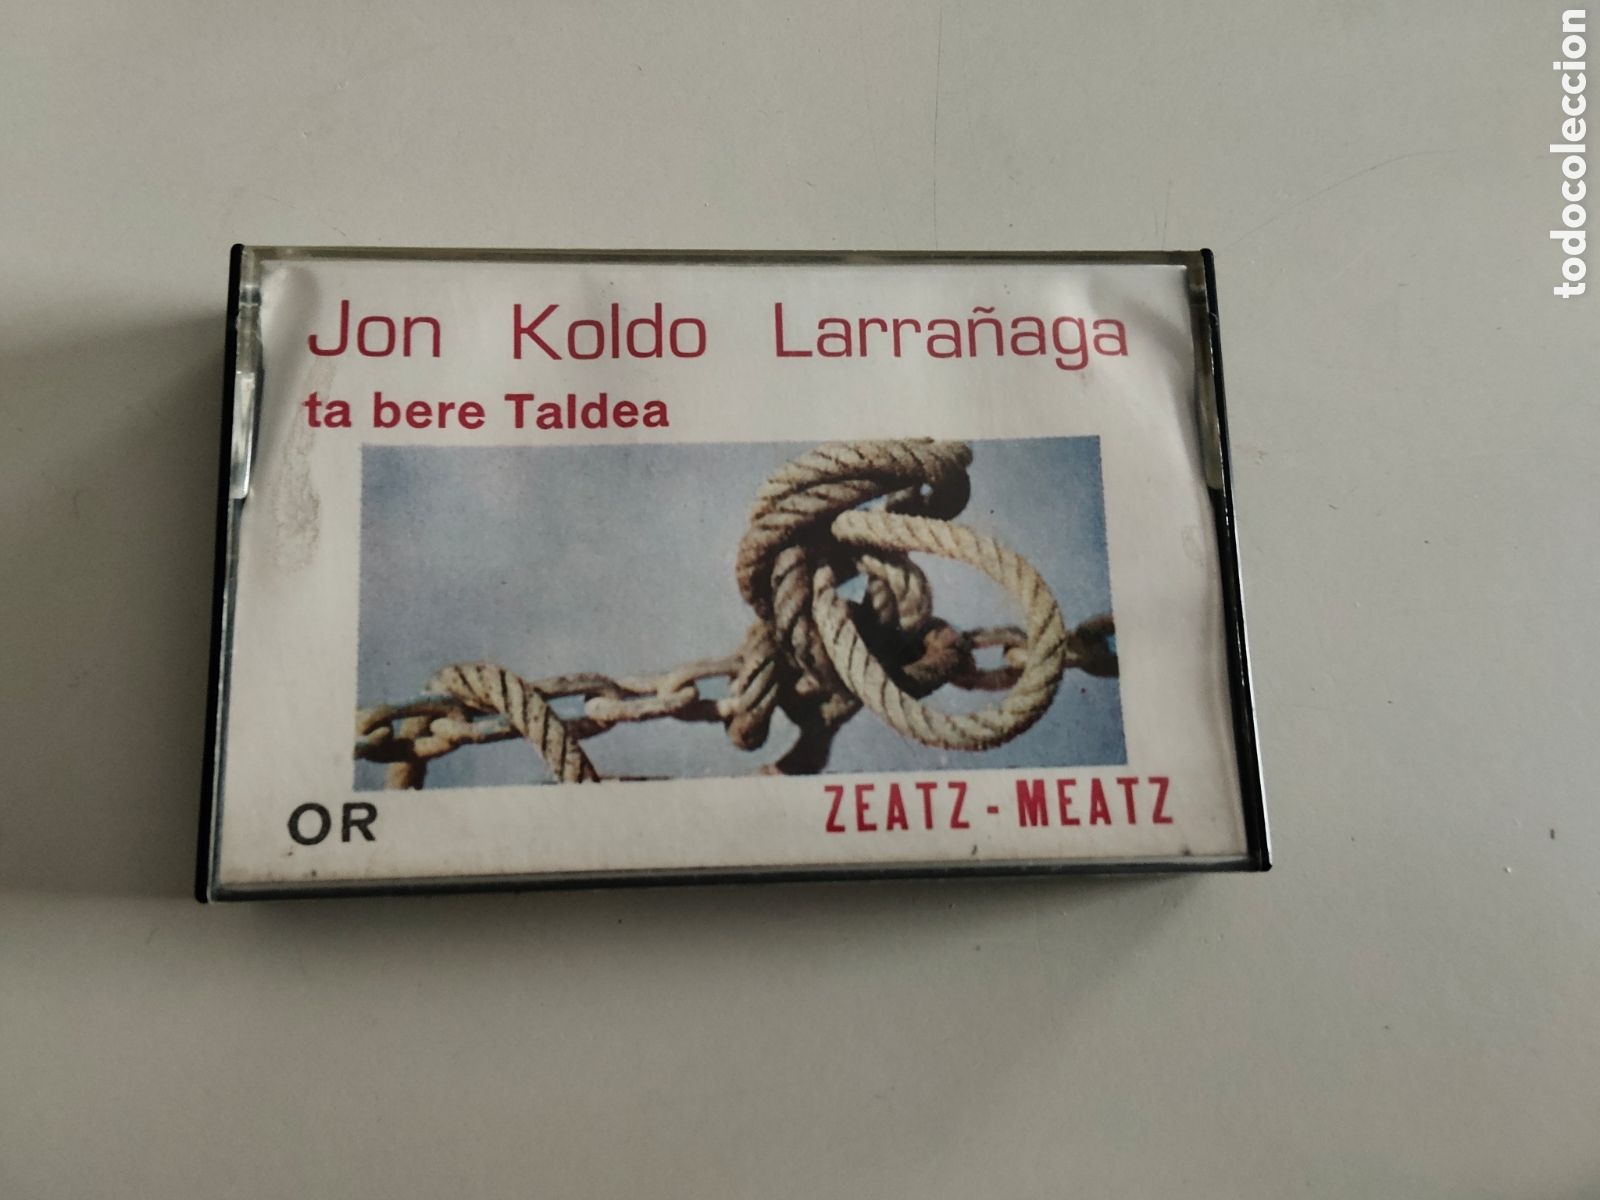 Jon Koldo Larrañaga
ta bere Taldea
OR
ZEATZ - MEATZ
todocoleccion